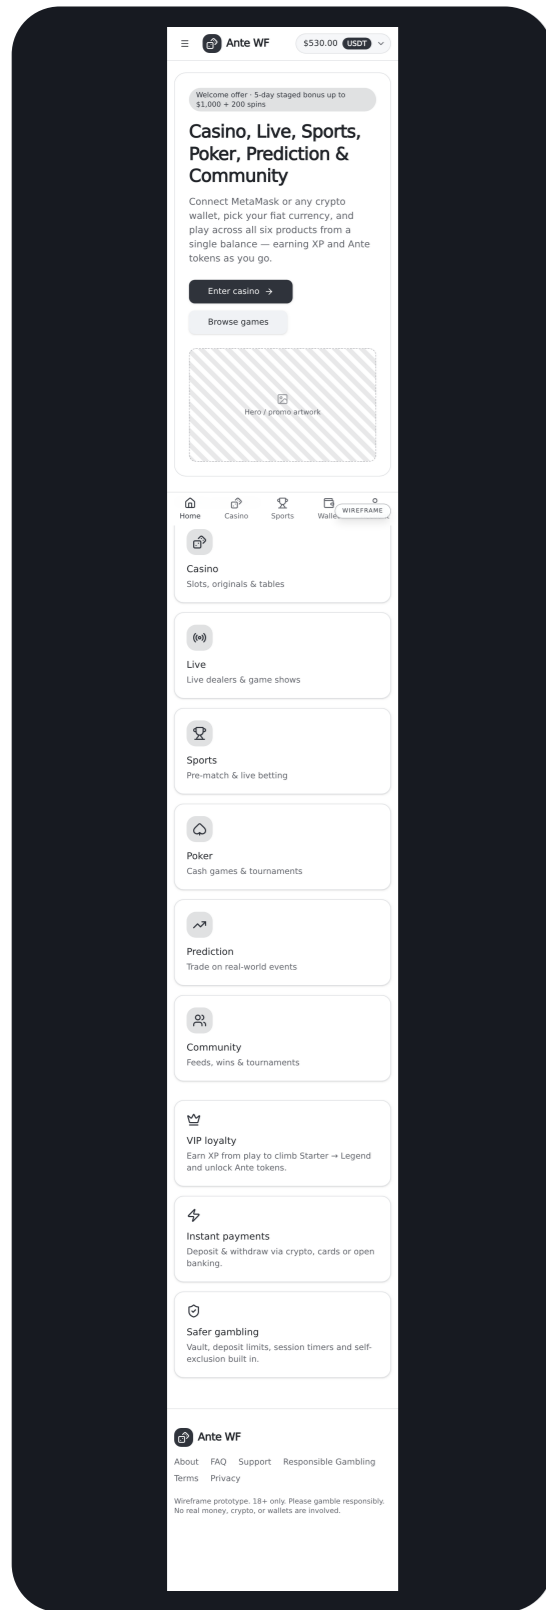 Ante WF
$530.00 USDT
Welcome offer · 5-day staged bonus up to
$1,000 + 200 spins
Casino, Live, Sports,
Poker, Prediction &
Community
Connect MetaMask or any crypto
wallet, pick your fiat currency, and
play across all six products from a
single balance — earning XP and Ante
tokens as you go.
Enter casino →
Browse games
Hero / promo artwork
Home Casino Sports
WIREFRAME
Casino
Slots, originals & tables
Live
Live dealers & game shows
Sports
Pre-match & live betting
Poker
Cash games & tournaments
Prediction
Trade on real-world events
Community
Feeds, wins & tournaments
VIP loyalty
Earn XP from play to climb Starter → Legend
and unlock Ante tokens.
Instant payments
Deposit & withdraw via crypto, cards or open
banking.
Safer gambling
Vault, deposit limits, session timers and self-
exclusion built in.
Ante WF
About FAQ Support Responsible Gambling
Terms Privacy
Wireframe prototype. 18+ only. Please gamble responsibly.
No real money, crypto, or wallets are involved.